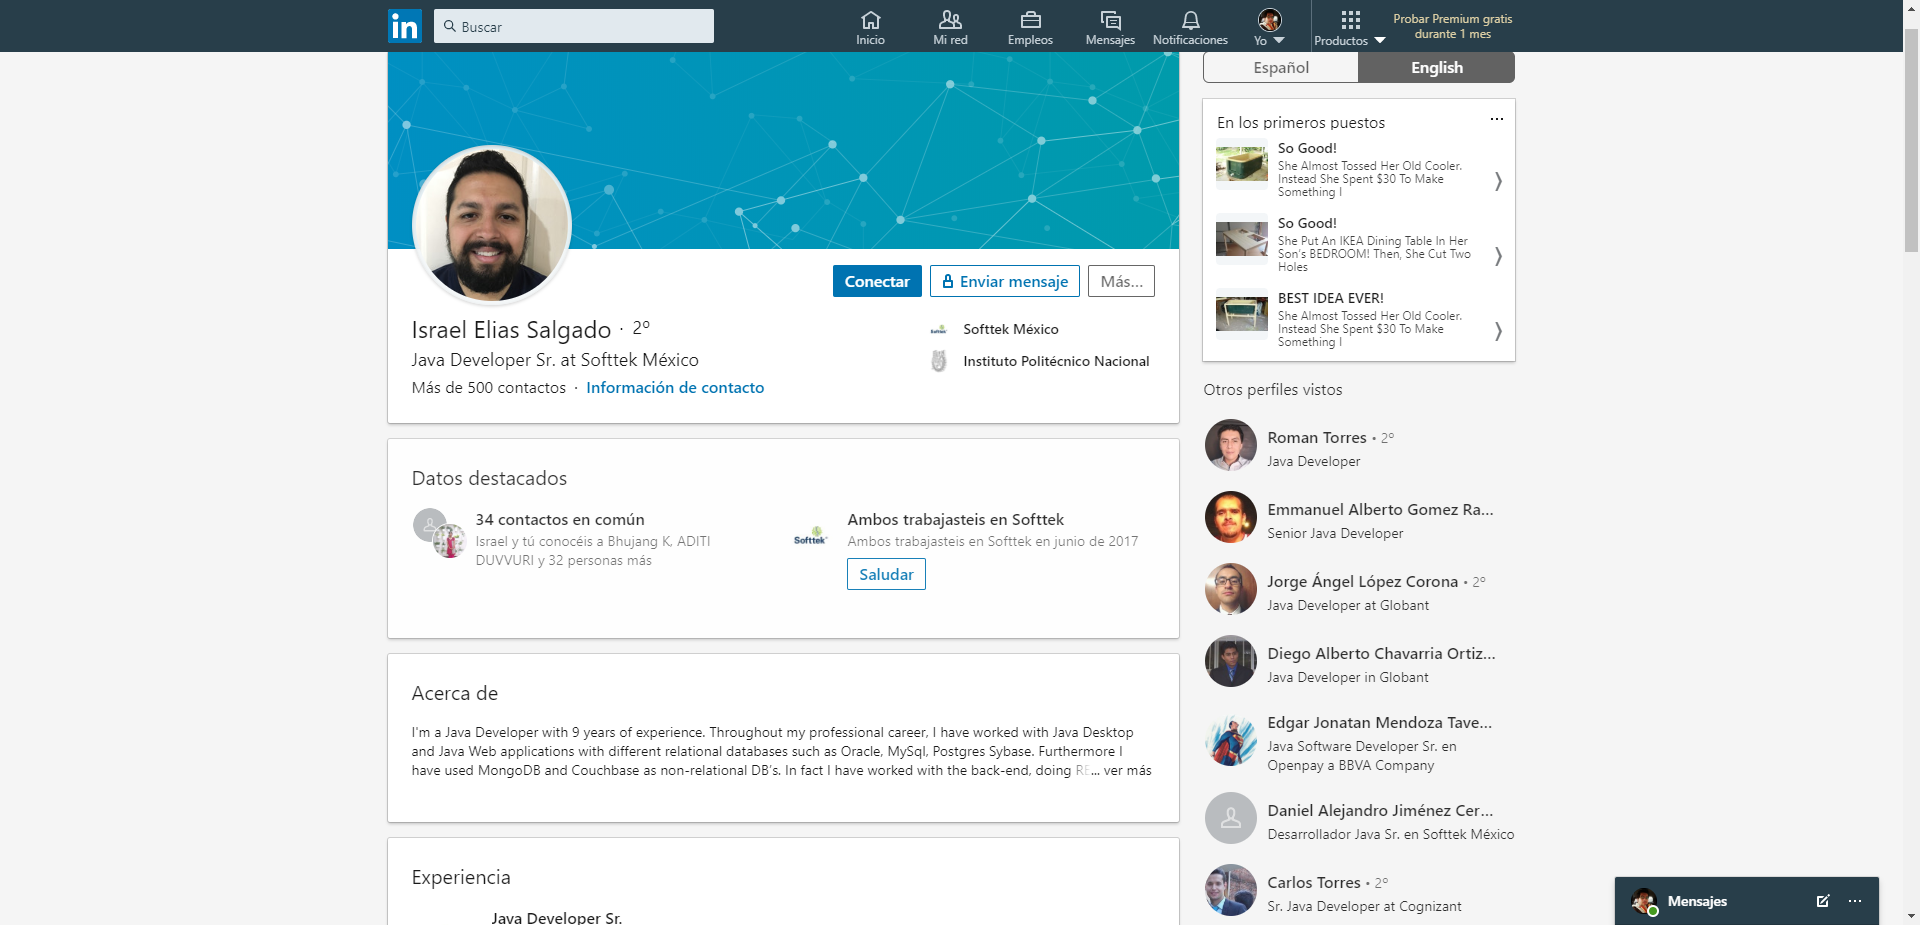 in
Buscar
Inicio
Mi red
Empleos
Mensajes
Notificaciones
Yo
Productos
Probar Premium gratis
durante 1 mes
Español
English
Conectar
Enviar mensaje
Más...
Israel Elias Salgado · 2º
Java Developer Sr. at Softtek México
Más de 500 contactos · Información de contacto
Softtek
Softtek México
Instituto Politécnico Nacional
Datos destacados
34 contactos en común
Israel y tú conocéis a Bhujang K, ADITI
DUVVURI y 32 personas más
Softtek
Ambos trabajasteis en Softtek
Ambos trabajasteis en Softtek en junio de 2017
Saludar
Acerca de
I'm a Java Developer with 9 years of experience. Throughout my professional career, I have worked with Java Desktop
and Java Web applications with different relational databases such as Oracle, MySql, Postgres Sybase. Furthermore I
have used MongoDB and Couchbase as non-relational DB's. In fact I have worked with the back-end, doing RE... ver más
Experiencia
Java Developer Sr.
En los primeros puestos
...
So Good!
She Almost Tossed Her Old Cooler.
Instead She Spent $30 To Make
Something I
So Good!
She Put An IKEA Dining Table In Her
Son's BEDROOM! Then, She Cut Two
Holes
BEST IDEA EVER!
She Almost Tossed Her Old Cooler.
Instead She Spent $30 To Make
Something I
Otros perfiles vistos
Roman Torres • 2º
Java Developer
Emmanuel Alberto Gomez Ra...
Senior Java Developer
Jorge Ángel López Corona • 2º
Java Developer at Globant
Diego Alberto Chavarria Ortiz...
Java Developer in Globant
Edgar Jonatan Mendoza Tave...
Java Software Developer Sr. en
Openpay a BBVA Company
Daniel Alejandro Jiménez Cer...
Desarrollador Java Sr. en Softtek México
Carlos Torres • 2º
Sr. Java Developer at Cognizant
Mensajes
...